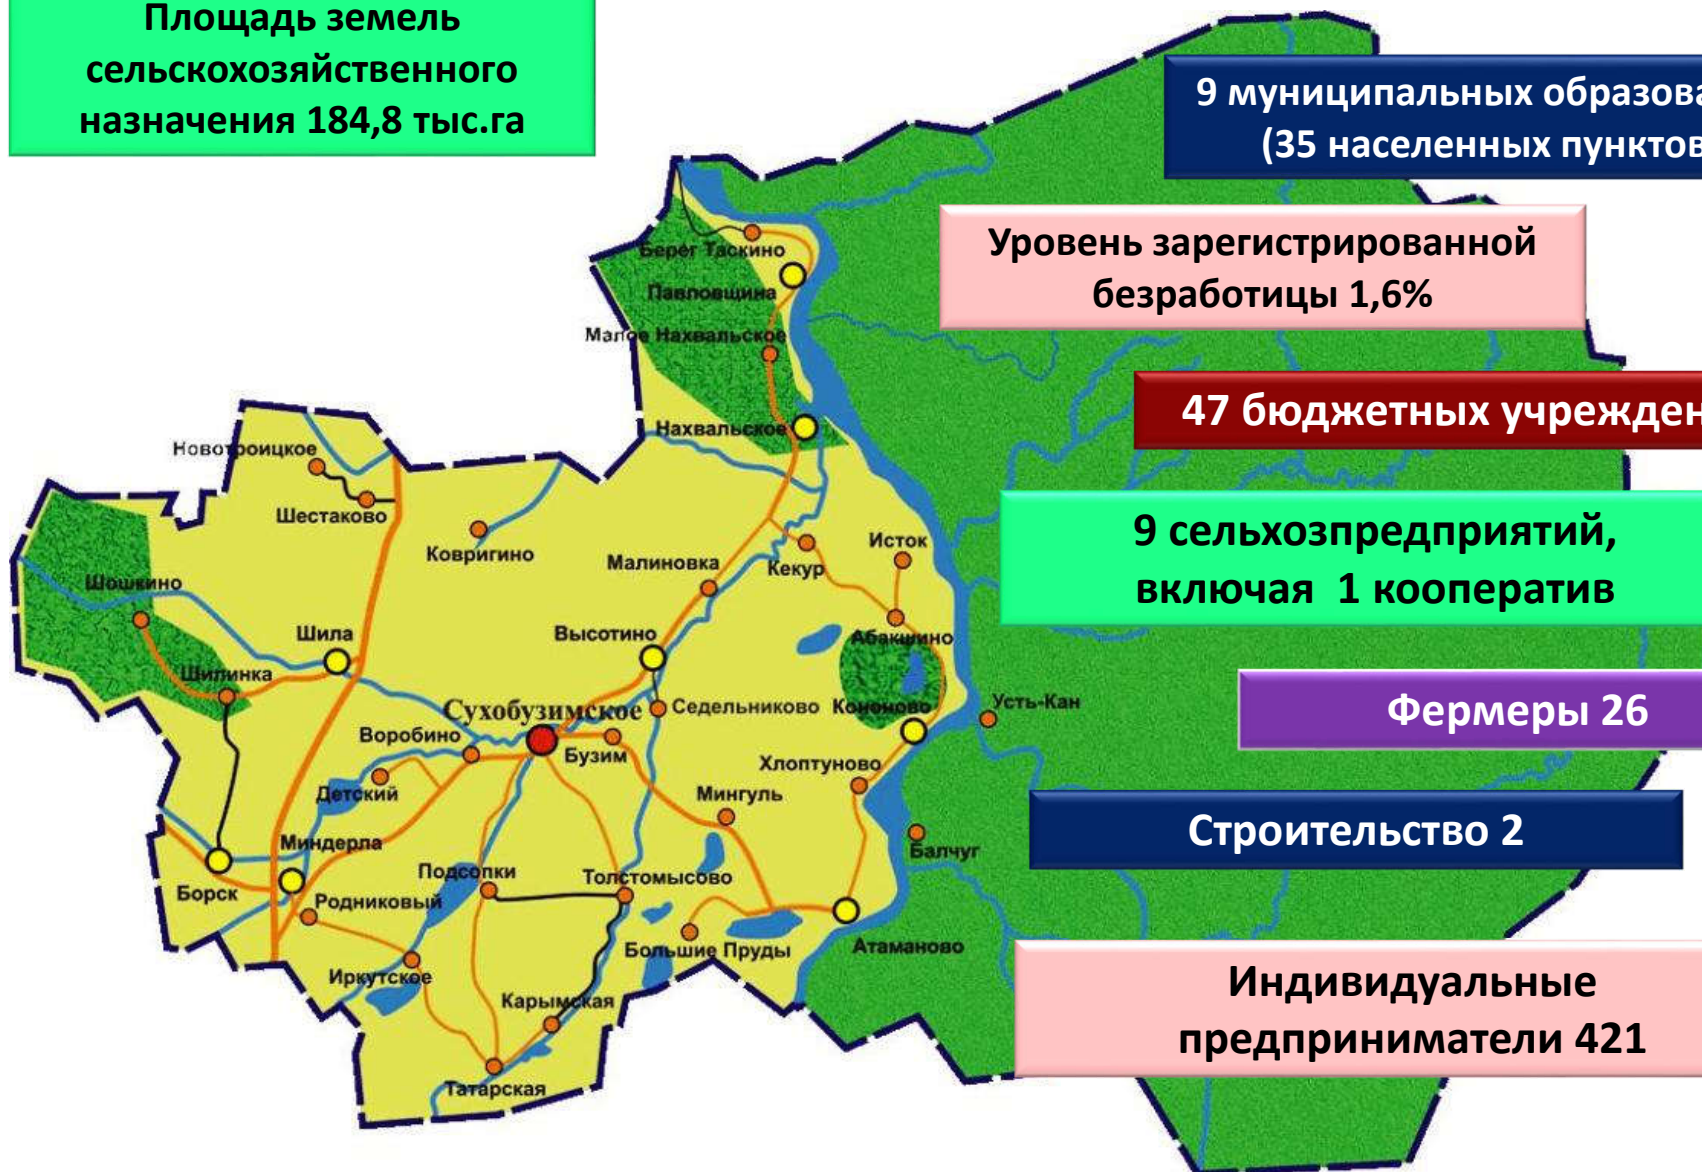 Площадь земель
сельскохозяйственного
назначения 184,8 тыс.га
9 муниципальных
(35 населенных пунктов
Уровень зарегистрированной
безработицы 1,6%
47 бюджетных
9 сельхозпредприятий,
включая 1 кооператив
Фермеры 26
Строительство 2
Индивидуальные
предприниматели 421
Берег Таскино
Павловщина
Малое Нахвальское
Нахвальское
Новотроицкое
Шестаково
Ковригино
Малиновка
Кекур
Исток
Шошкино
Шила
Высотино
Абакшино
Шилинка
Сухобузимское
Седельниково
Кононово
Усть-Кан
Воробино
Бузим
Хлоптуново
Детский
Мингуль
Миндерла
Балчуг
Подсопки
Толстомысово
Борск
Родниковый
Большие Пруды
Атаманово
Иркутское
Карымская
Татарская